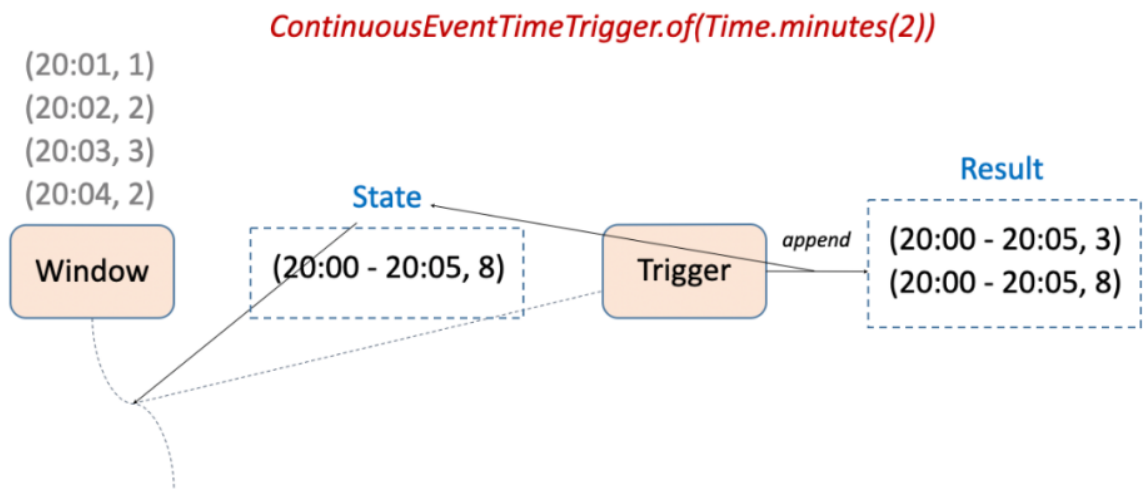 ContinuousEventTimeTrigger.of(Time.minutes(2))
(20:01, 1)
(20:02, 2)
(20:03, 3)
(20:04, 2)
Window
State
(20:00 - 20:05, 8)
Trigger
append
Result
(20:00 - 20:05, 3)
(20:00 - 20:05, 8)